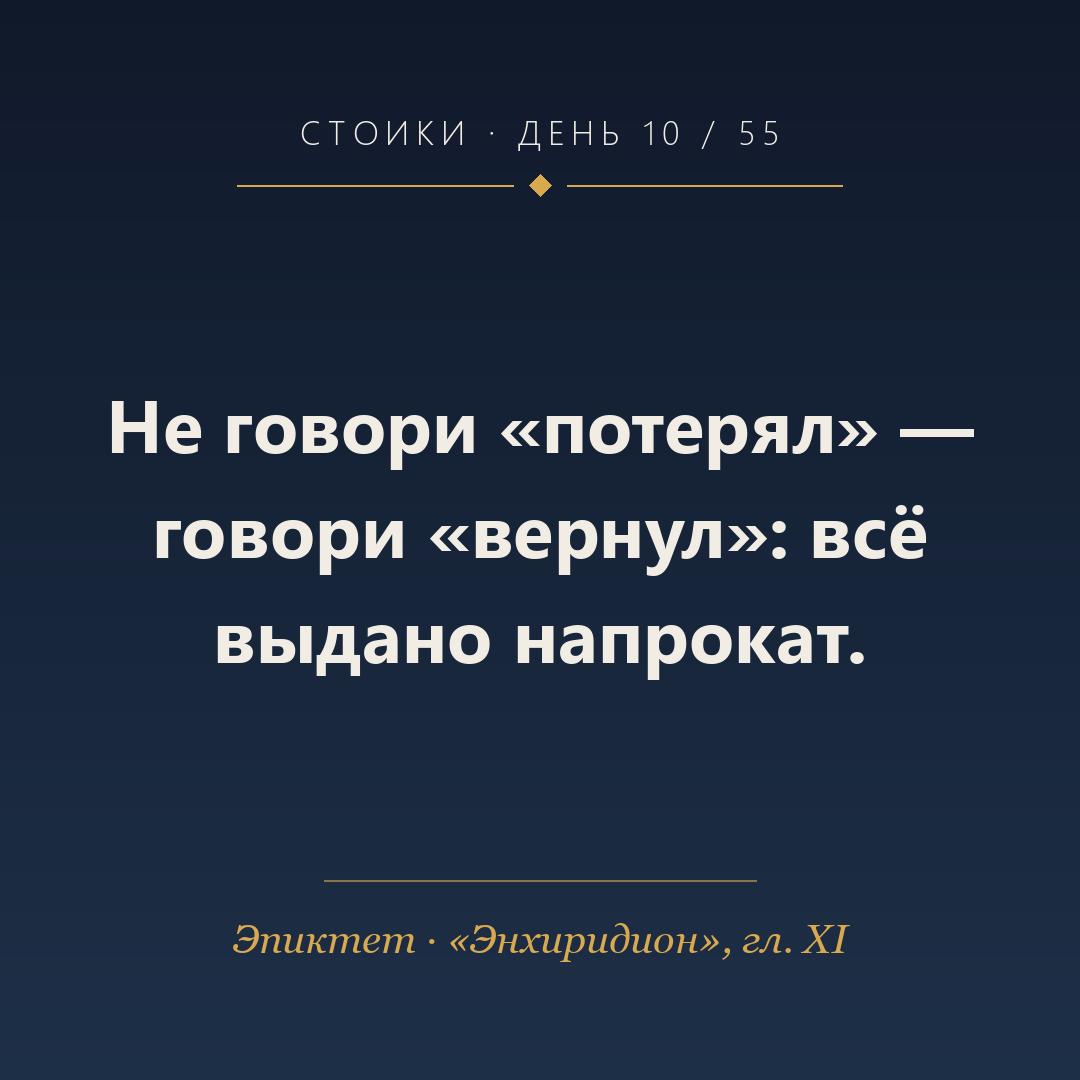 СТОИКИ · ДЕНЬ 10 / 55
Не говори «потерял» —
говори «вернул»: всё
выдано напрокат.
Эпиктет · «Энхиридион», гл. XI